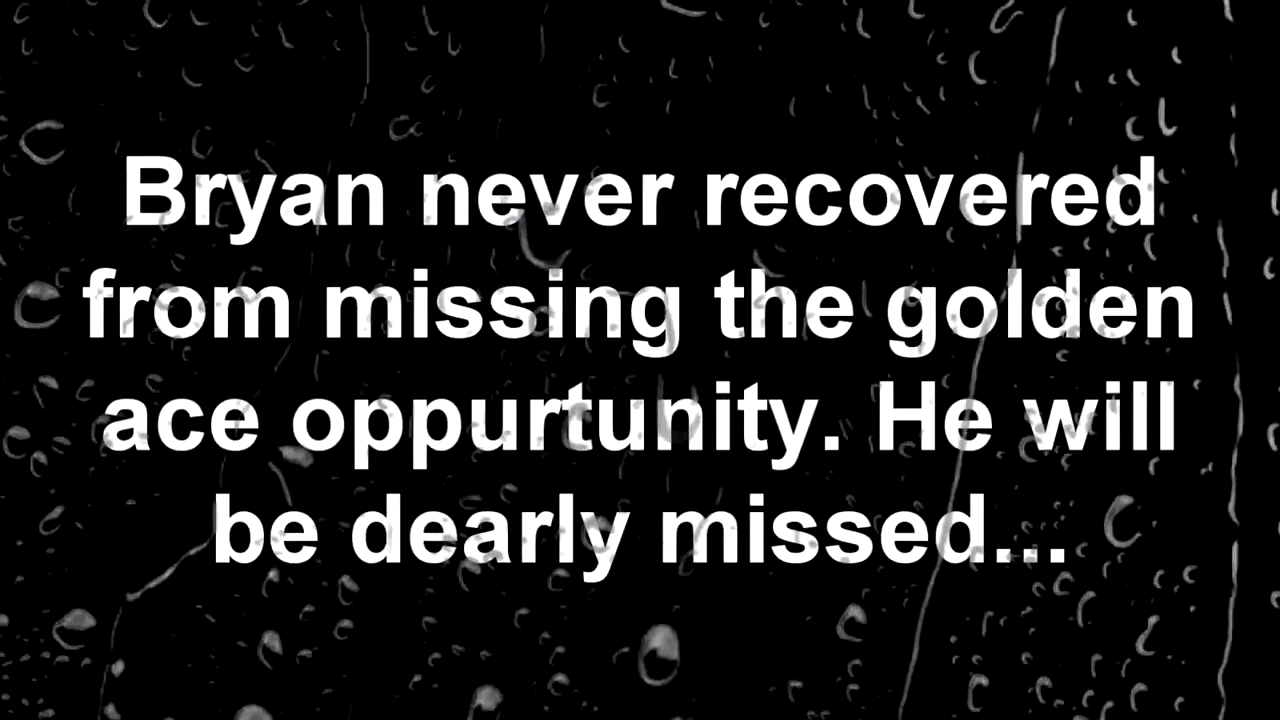 Bryan never recovered
from missing the golden
ace oppurtunity. He will
be dearly missed...